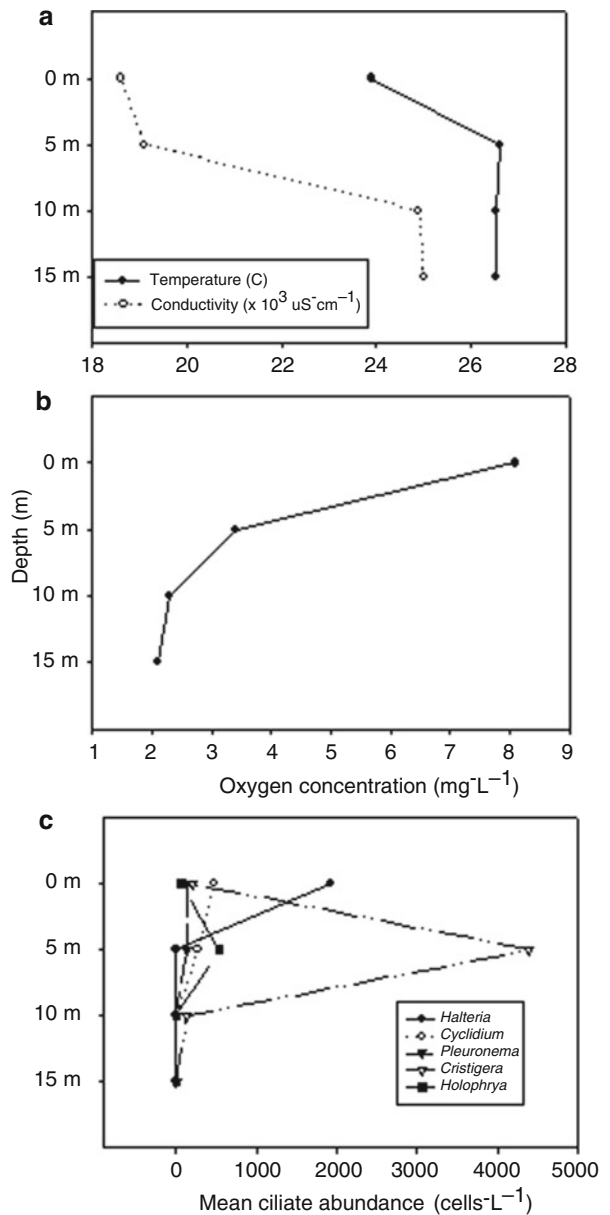 a
0 m
5 m
10 m
15 m
Temperature (C)
Conductivity (x 10³ uS-cm⁻¹)
18 20 22 24 26 28
b
Depth (m)
0 m
5 m
10 m
15 m
1 2 3 4 5 6 7 8 9
Oxygen concentration (mg-L⁻¹)
c
0 m
5 m
10 m
15 m
Halteria
Cyclidium
Pleuronema
Cristigera
Holophrya
0 1000 2000 3000 4000 5000
Mean ciliate abundance (cells-L⁻¹)